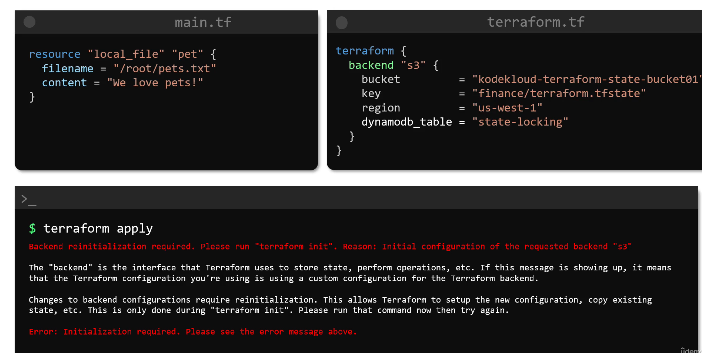 main.tf
resource "local_file" "pet" {
filename = "/root/pets.txt"
content = "We love pets!"
}
terraform.tf
terraform {
backend "s3" {
bucket = "kodekloud-terraform-state-bucket01"
key = "finance/terraform.tfstate"
region = "us-west-1"
dynamodb_table = "state-locking"
}
}
>_
$ terraform apply
Backend reinitialization required. Please run "terraform init". Reason: Initial configuration of the requested backend "s3"
The "backend" is the interface that Terraform uses to store state, perform operations, etc. If this message is showing up, it means
that the Terraform configuration you're using is using a custom configuration for the Terraform backend.
Changes to backend configurations require reinitialization. This allows Terraform to setup the new configuration, copy existing
state, etc. This is only done during "terraform init". Please run that command now then try again.
Error: Initialization required. Please see the error message above.